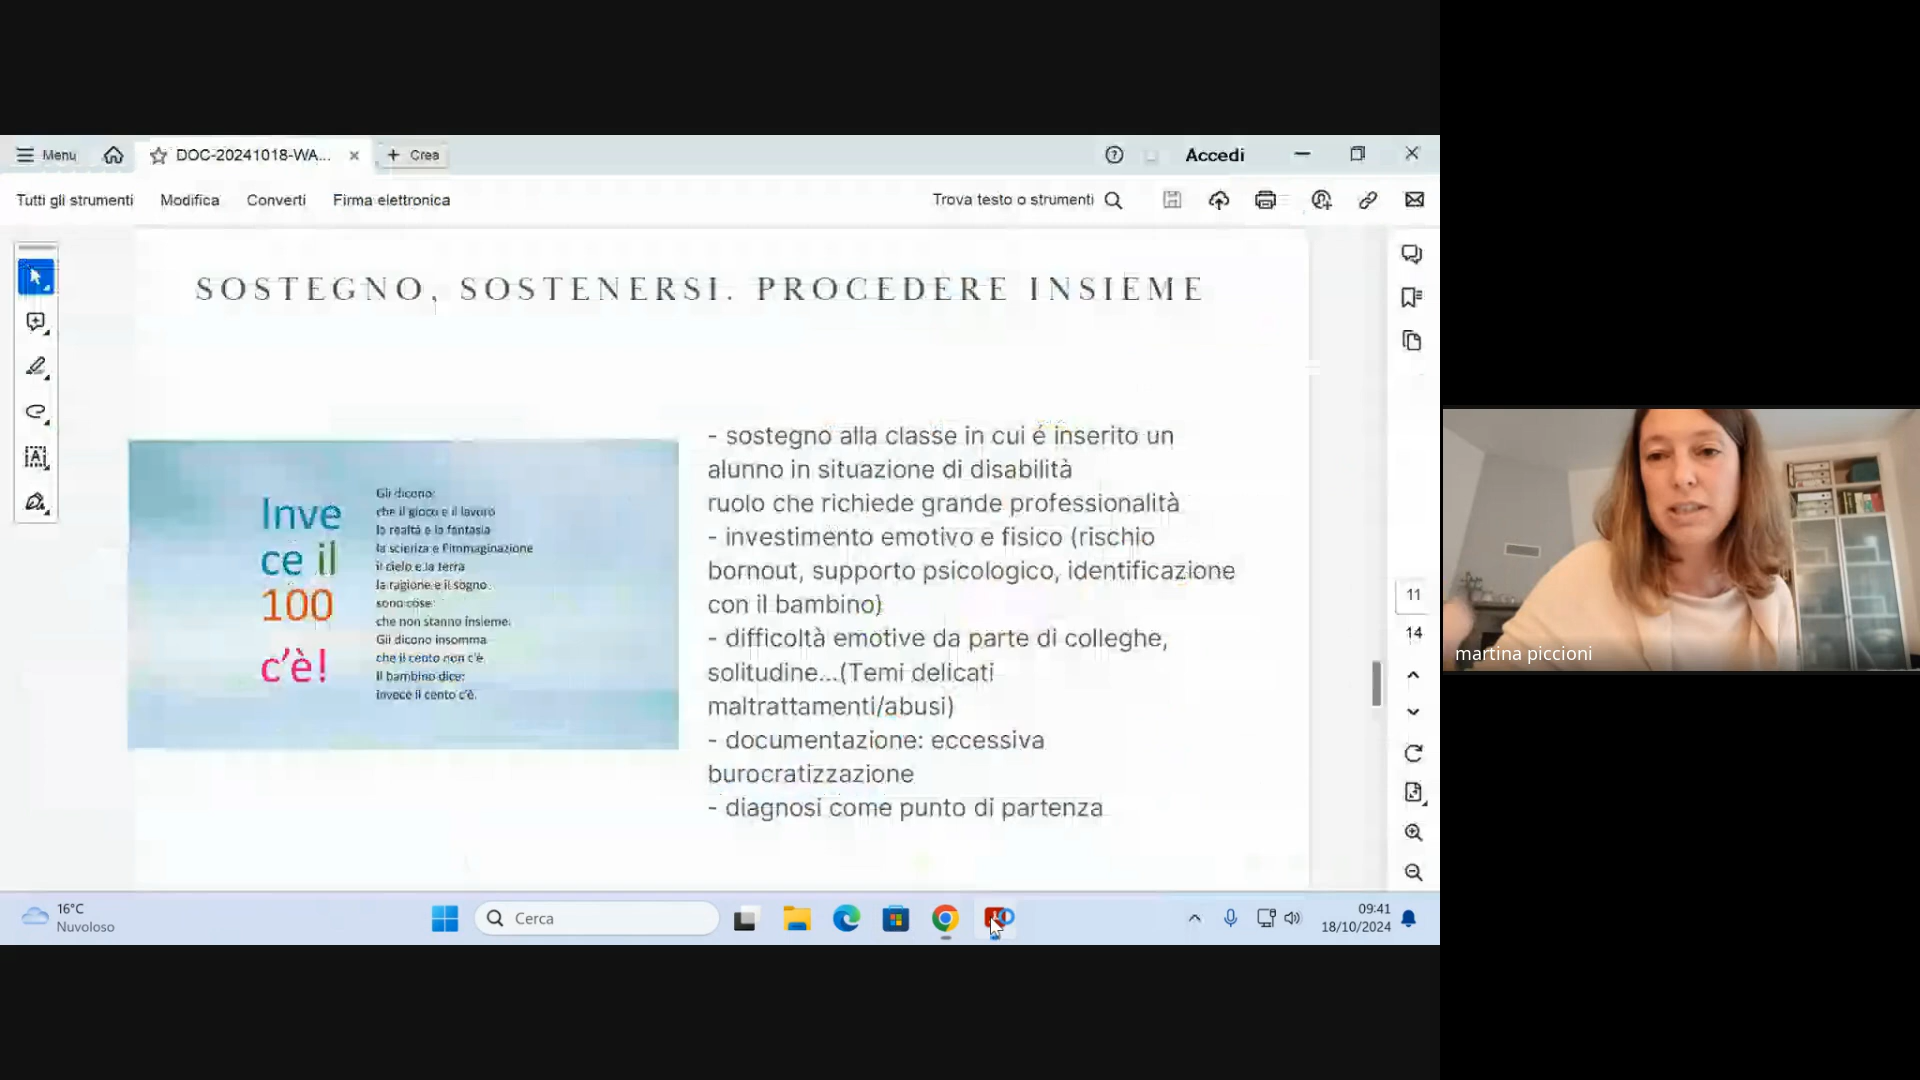 Menu
DOC-20241018-WA...
Crea
Accedi
Tutti gli strumenti
Modifica
Converti
Firma elettronica
Trova testo o strumenti
SOSTEGNO, SOSTENERSI. PROCEDERE INSIEME
Inve
ce il
100
c'è!
Gli dicono:
che il gioco e il lavoro
la realtà e la fantasia
la scienza e l'immaginazione
il cielo e la terra
la ragione e il sogno
sono cose
che non stanno insieme.
Gli dicono insomma
che il cento non c'è.
Il bambino dice:
invece il cento c'è.
- sostegno alla classe in cui é inserito un
alunno in situazione di disabilità
ruolo che richiede grande professionalità
- investimento emotivo e fisico (rischio
bornout, supporto psicologico, identificazione
con il bambino)
- difficoltà emotive da parte di colleghe,
solitudine...(Temi delicati
maltrattamenti/abusi)
- documentazione: eccessiva
burocratizzazione
- diagnosi come punto di partenza
11
14
martina piccioni
16°C
Nuvoloso
Cerca
09:41
18/10/2024